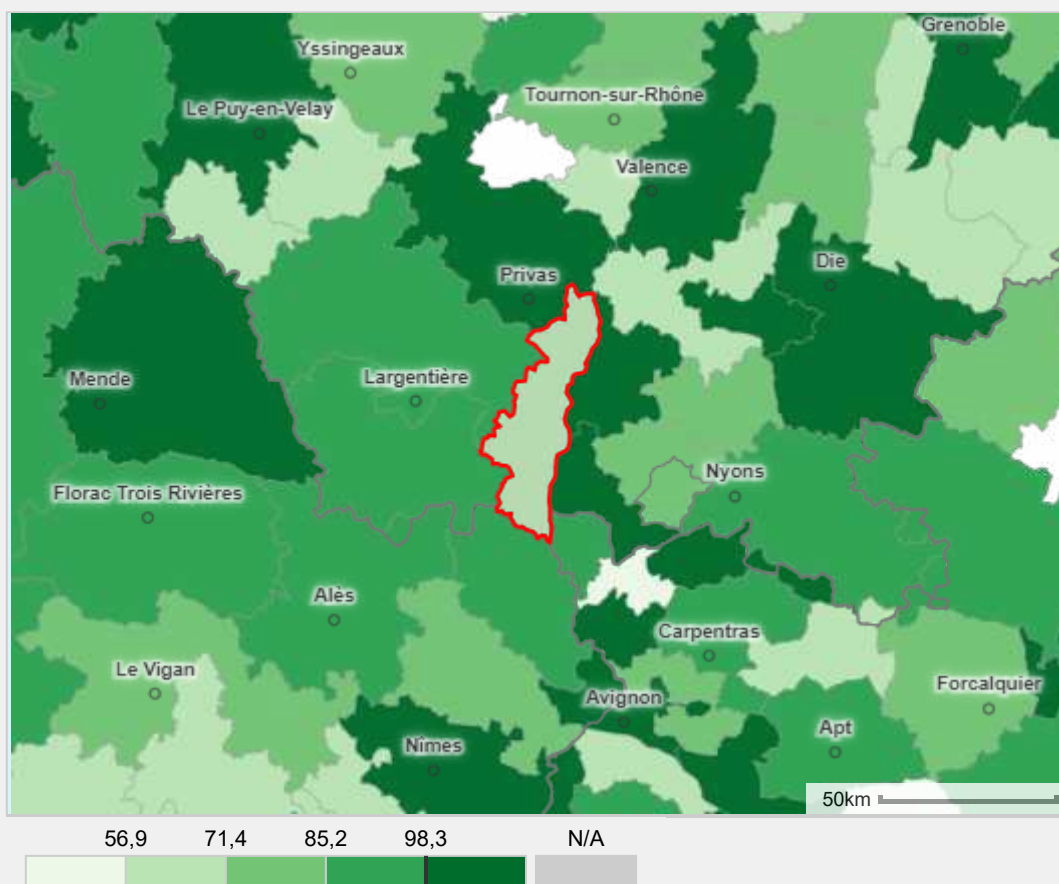 Grenoble
Yssingeaux
Tournon-sur-Rhône
Le Puy-en-Velay
Valence
Die
Privas
Mende
Largentière
Nyons
Florac Trois Rivières
Alès
Carpentras
Le Vigan
Forcalquier
Avignon
Apt
Nîmes
50km
56,9 71,4 85,2 98,3 N/A